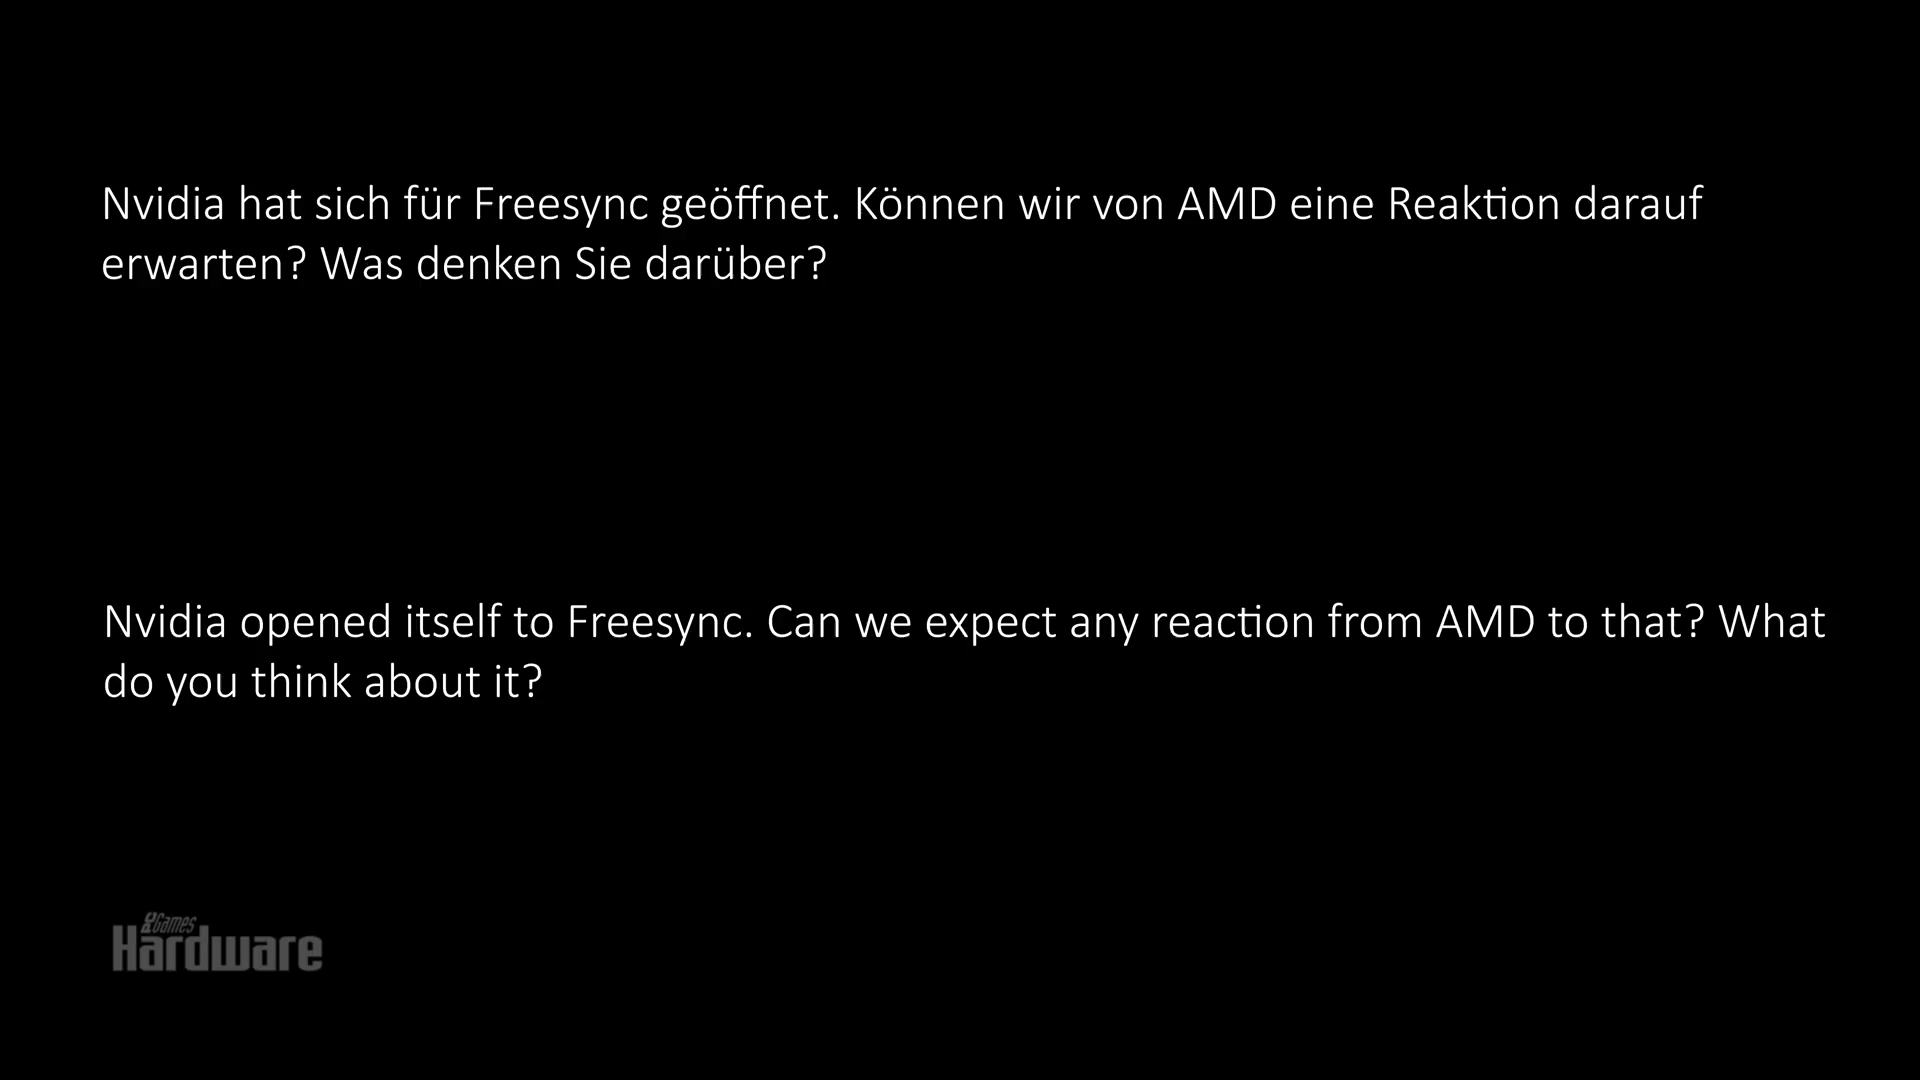 Nvidia hat sich für Freesync geöffnet. Können wir von AMD eine Reaktion darauf
erwarten? Was denken Sie darüber?
Nvidia opened itself to Freesync. Can we expect any reaction from AMD to that? What
do you think about it?
Games
Hardware